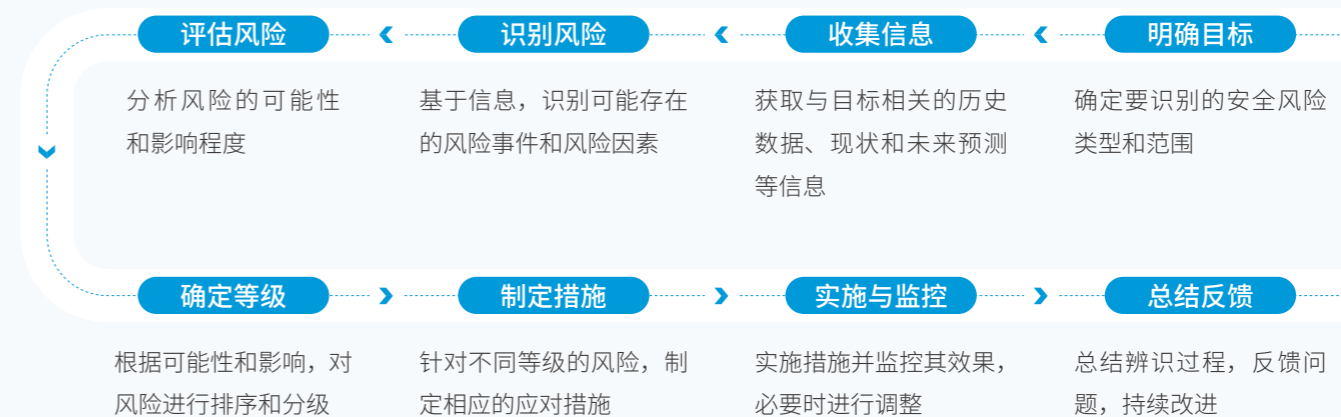 评估风险
分析风险的可能性
和影响程度
识别风险
基于信息，识别可能存在
的风险事件和风险因素
收集信息
获取与目标相关的历史
数据、现状和未来预测
等信息
明确目标
确定要识别的安全风险
类型和范围
确定等级
根据可能性和影响，对
风险进行排序和分级
制定措施
针对不同等级的风险，制
定相应的应对措施
实施与监控
实施措施并监控其效果，
必要时进行调整
总结反馈
总结辨识过程，反馈问
题，持续改进